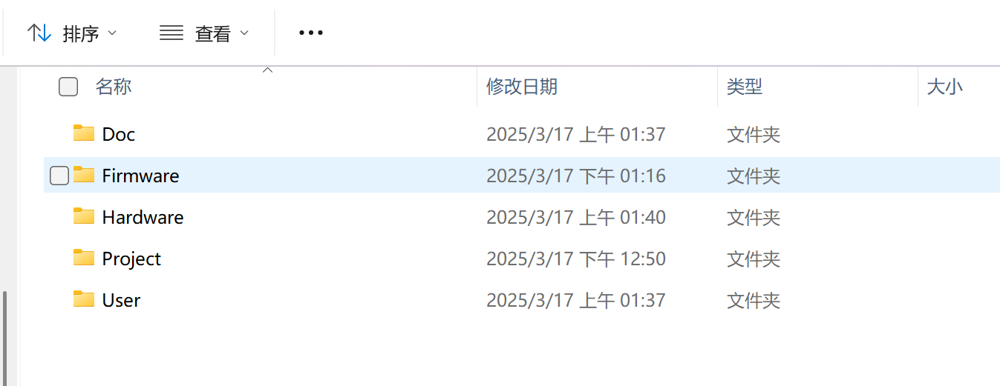 排序 查看
名称 修改日期 类型 大小
Doc 2025/3/17 上午 01:37 文件夹
Firmware 2025/3/17 下午 01:16 文件夹
Hardware 2025/3/17 上午 01:40 文件夹
Project 2025/3/17 下午 12:50 文件夹
User 2025/3/17 上午 01:37 文件夹